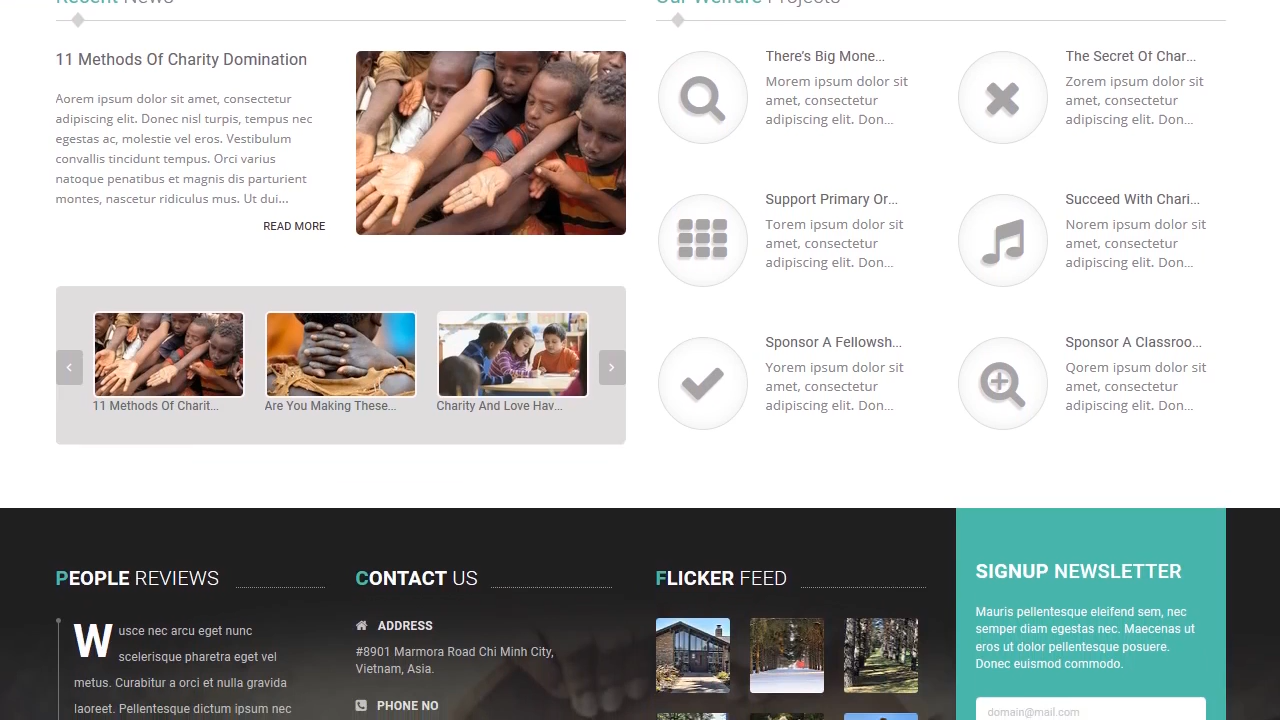 Recent News
11 Methods Of Charity Domination
Aorem ipsum dolor sit amet, consectetur
adipiscing elit. Donec nisl turpis, tempus nec
egestas ac, molestie vel eros. Vestibulum
convallis tincidunt tempus. Orci varius
natoque penatibus et magnis dis parturient
montes, nascetur ridiculus mus. Ut dui...
READ MORE
11 Methods Of Charit...
Are You Making These...
Charity And Love Hav...
Our Welfare Projects
There's Big Mone...
Morem ipsum dolor sit
amet, consectetur
adipiscing elit. Don...
The Secret Of Char...
Zorem ipsum dolor sit
amet, consectetur
adipiscing elit. Don...
Support Primary Or...
Torem ipsum dolor sit
amet, consectetur
adipiscing elit. Don...
Succeed With Chari...
Norem ipsum dolor sit
amet, consectetur
adipiscing elit. Don...
Sponsor A Fellowsh...
Yorem ipsum dolor sit
amet, consectetur
adipiscing elit. Don...
Sponsor A Classroo...
Qorem ipsum dolor sit
amet, consectetur
adipiscing elit. Don...
PEOPLE REVIEWS
Wusce nec arcu eget nunc
scelerisque pharetra eget vel
metus. Curabitur a orci et nulla gravida
laoreet. Pellentesque dictum ipsum nec
CONTACT US
ADDRESS
#8901 Marmora Road Chi Minh City,
Vietnam, Asia.
PHONE NO
FLICKER FEED
SIGNUP NEWSLETTER
Mauris pellentesque eleifend sem, nec
semper diam egestas nec. Maecenas ut
eros ut dolor pellentesque posuere.
Donec euismod commodo.
domain@mail.com